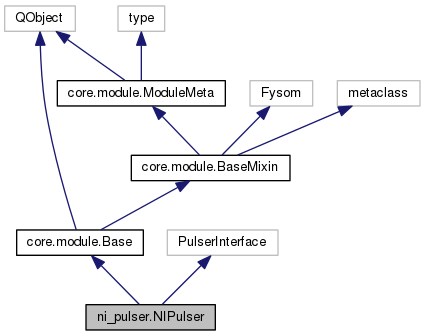 QObject
type
core.module.ModuleMeta
Fysom
metaclass
core.module.BaseMixin
core.module.Base
PulserInterface
ni_pulser.NIPulser